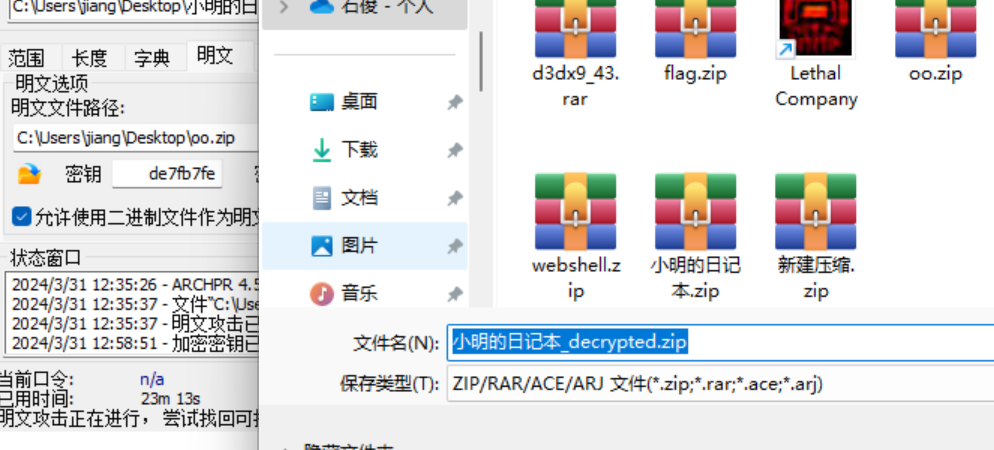 C:\Users\jiang\Desktop\小明的日
范围 长度 字典 明文
明文选项
明文文件路径:
C:\Users\jiang\Desktop\oo.zip
密钥 de7fb7fe
允许使用二进制文件作为明文
状态窗口
2024/3/31 12:35:26 - ARCHPR 4.5
2024/3/31 12:35:37 - 文件"C:\Use
2024/3/31 12:35:37 - 明文攻击已
2024/3/31 12:58:51 - 加密密钥已
当前口令: n/a
已用时间: 23m 13s
明文攻击正在进行，尝试找回可
石俊 - 个人
桌面
下载
文档
图片
音乐
d3dx9_43.
rar
flag.zip
Lethal
Company
oo.zip
webshell.z
ip
小明的日记
本.zip
新建压缩.
zip
文件名(N): 小明的日记本_decrypted.zip
保存类型(T): ZIP/RAR/ACE/ARJ 文件(*.zip;*.rar;*.ace;*.arj)
隐藏文件夹